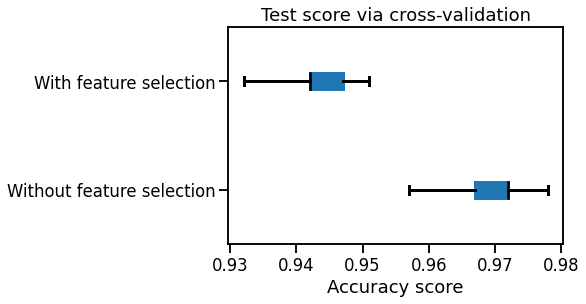 Test score via cross-validation
With feature selection
Without feature selection
0.93 0.94 0.95 0.96 0.97 0.98
Accuracy score